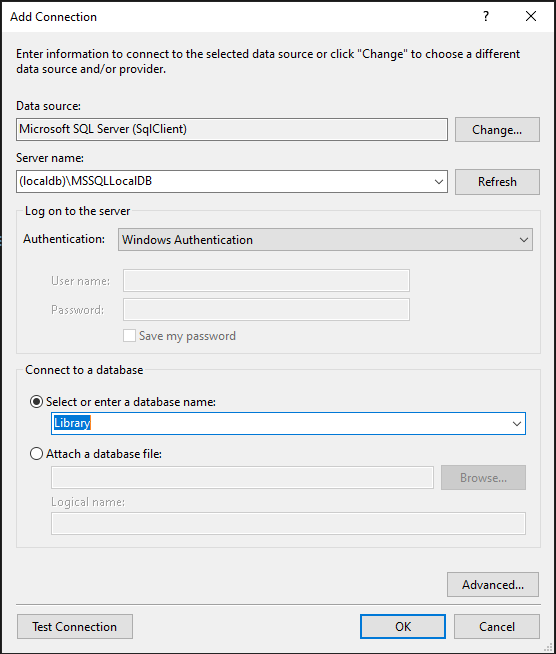 Add Connection
?
Enter information to connect to the selected data source or click "Change" to choose a different
data source and/or provider.
Data source:
Microsoft SQL Server (SqlClient)
Change...
Server name:
(localdb)\MSSQLLocalDB
Refresh
Log on to the server
Authentication:
Windows Authentication
User name:
Password:
Save my password
Connect to a database
Select or enter a database name:
Library
Attach a database file:
Browse...
Logical name:
Advanced...
Test Connection
OK
Cancel